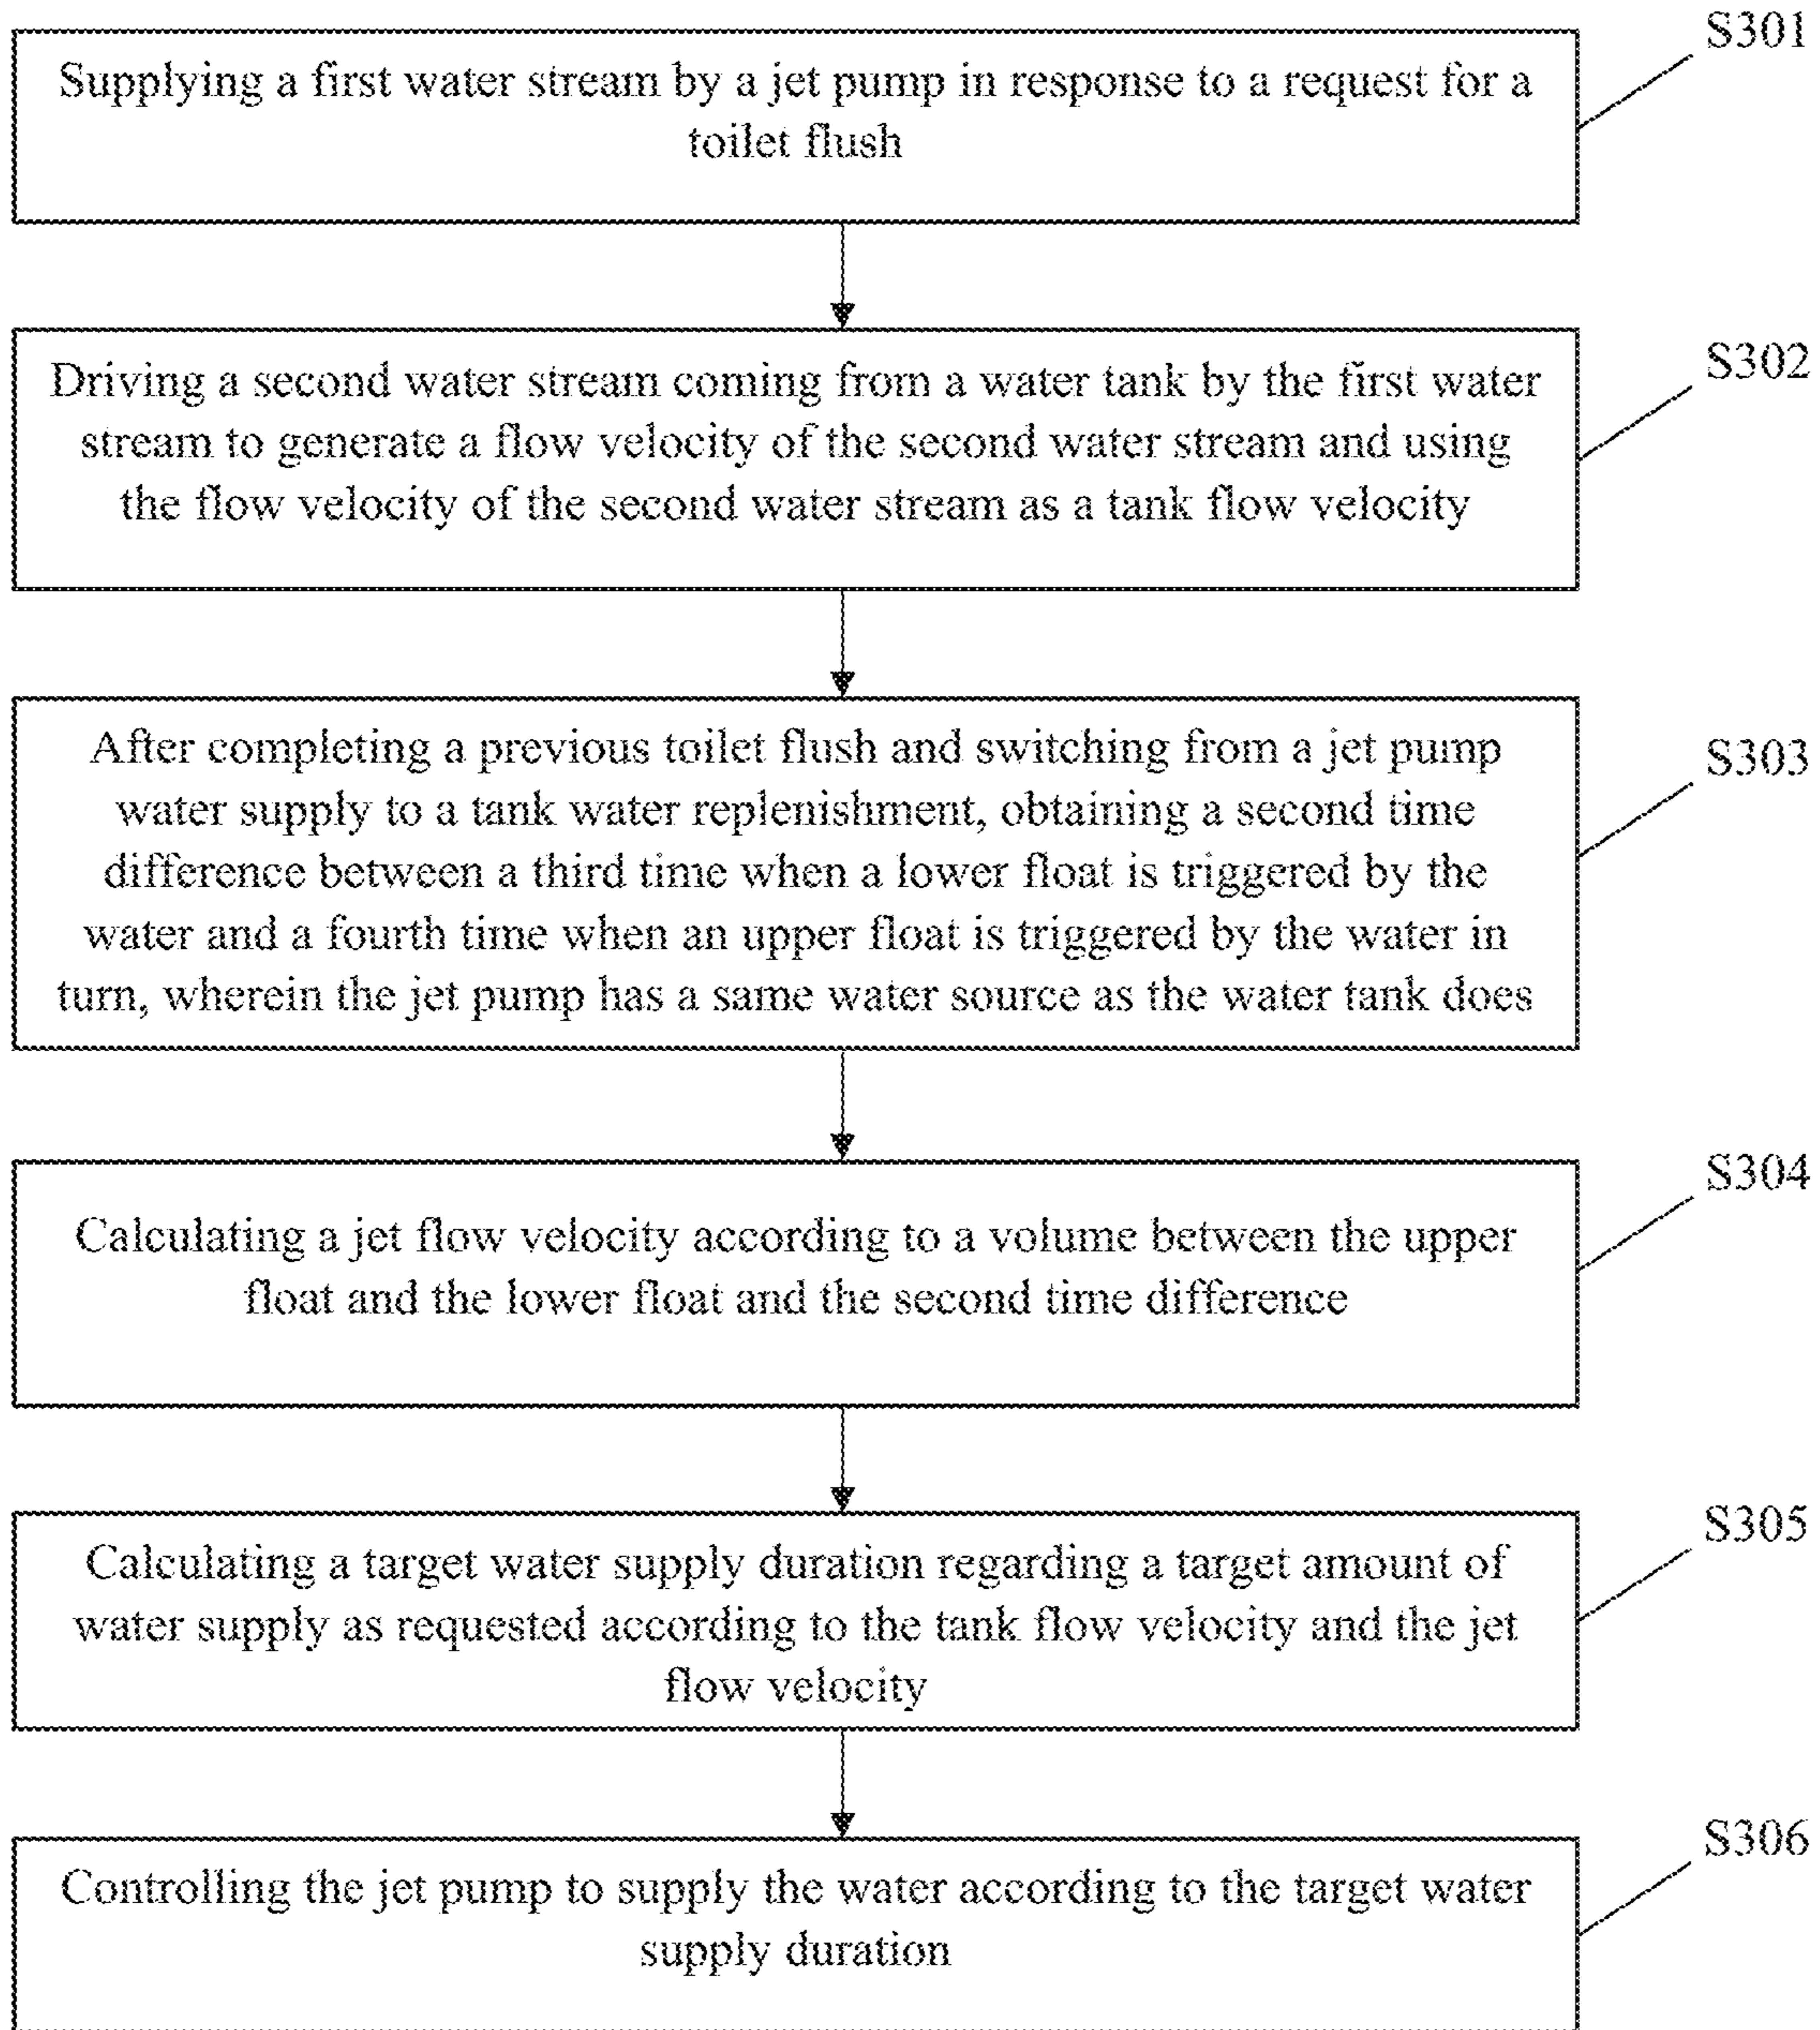 S301
Supplying a first water stream by a jet pump in response to a request for a
toilet flush
S302
Driving a second water stream coming from a water tank by the first water
stream to generate a flow velocity of the second water stream and using
the flow velocity of the second water stream as a tank flow velocity
S303
After completing a previous toilet flush and switching from a jet pump
water supply to a tank water replenishment, obtaining a second time
difference between a third time when a lower float is triggered by the
water and a fourth time when an upper float is triggered by the water in
turn, wherein the jet pump has a same water source as the water tank does
S304
Calculating a jet flow velocity according to a volume between the upper
float and the lower float and the second time difference
S305
Calculating a target water supply duration regarding a target amount of
water supply as requested according to the tank flow velocity and the jet
flow velocity
S306
Controlling the jet pump to supply the water according to the target water
supply duration